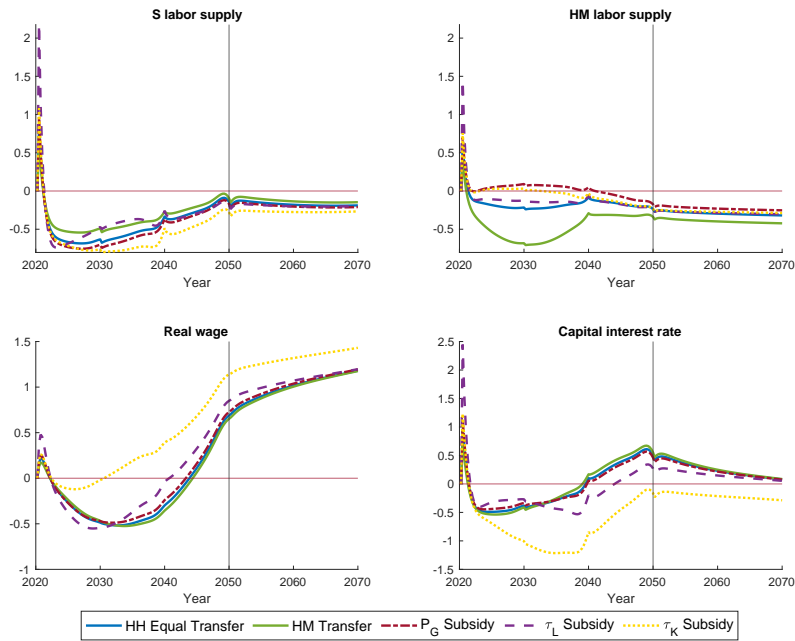 S labor supply
2
1.5
1
0.5
0
-0.5
2020 2030 2040 2050 2060 2070
Year
HM labor supply
2
1.5
1
0.5
0
-0.5
2020 2030 2040 2050 2060 2070
Year
Real wage
1.5
1
0.5
0
-0.5
-1
2020 2030 2040 2050 2060 2070
Year
Capital interest rate
2.5
2
1.5
1
0.5
0
-0.5
-1
-1.5
2020 2030 2040 2050 2060 2070
Year
HH Equal Transfer HM Transfer P_G Subsidy τ_L Subsidy τ_K Subsidy